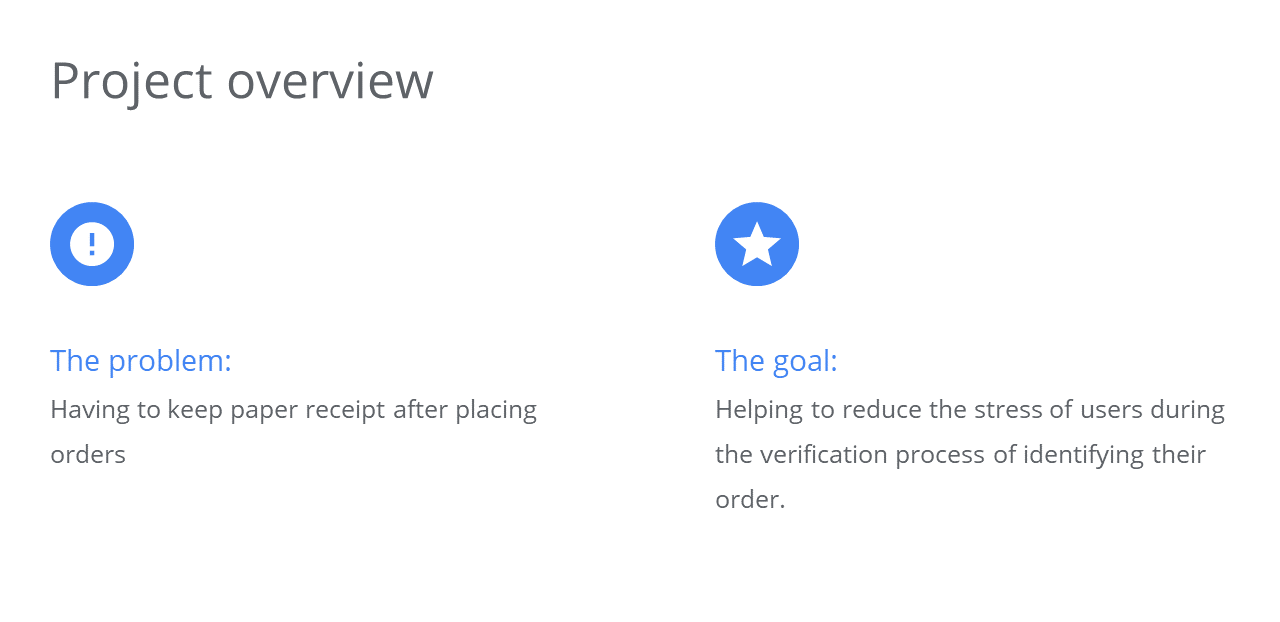 Project overview
The problem:
Having to keep paper receipt after placing
orders
The goal:
Helping to reduce the stress of users during
the verification process of identifying their
order.